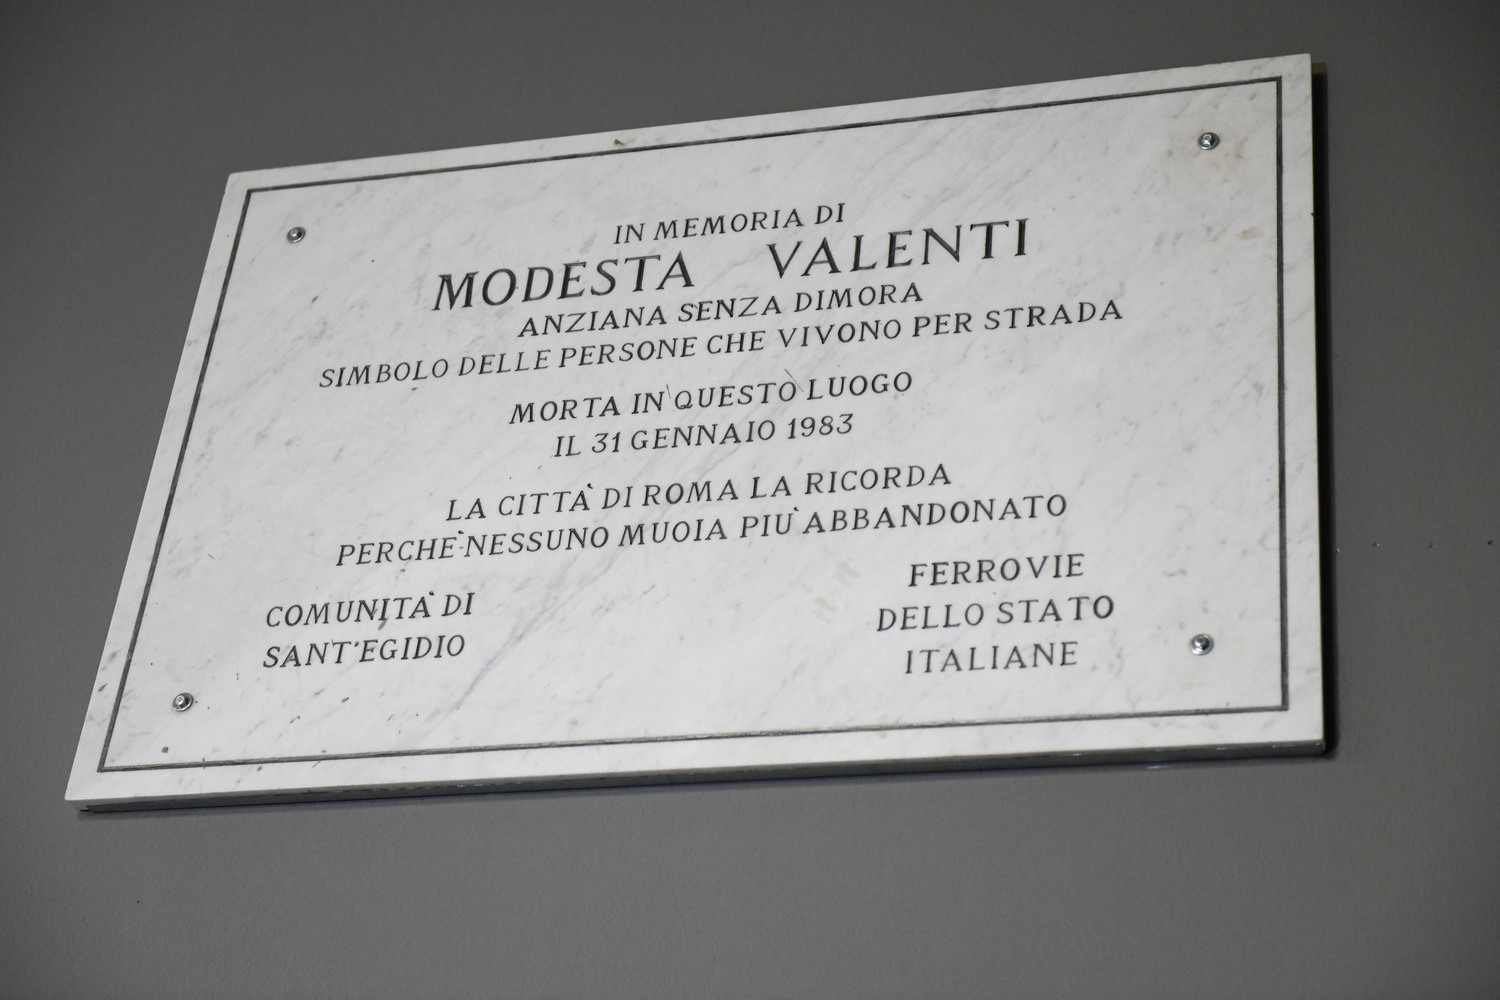 IN MEMORIA DI
MODESTA VALENTI
ANZIANA SENZA DIMORA
SIMBOLO DELLE PERSONE CHE VIVONO PER STRADA
MORTA IN QUESTO LUOGO
IL 31 GENNAIO 1983
LA CITTÀ DI ROMA LA RICORDA
PERCHÈ NESSUNO MUOIA PIÙ ABBANDONATO
COMUNITÀ DI
SANT'EGIDIO
FERROVIE
DELLO STATO
ITALIANE